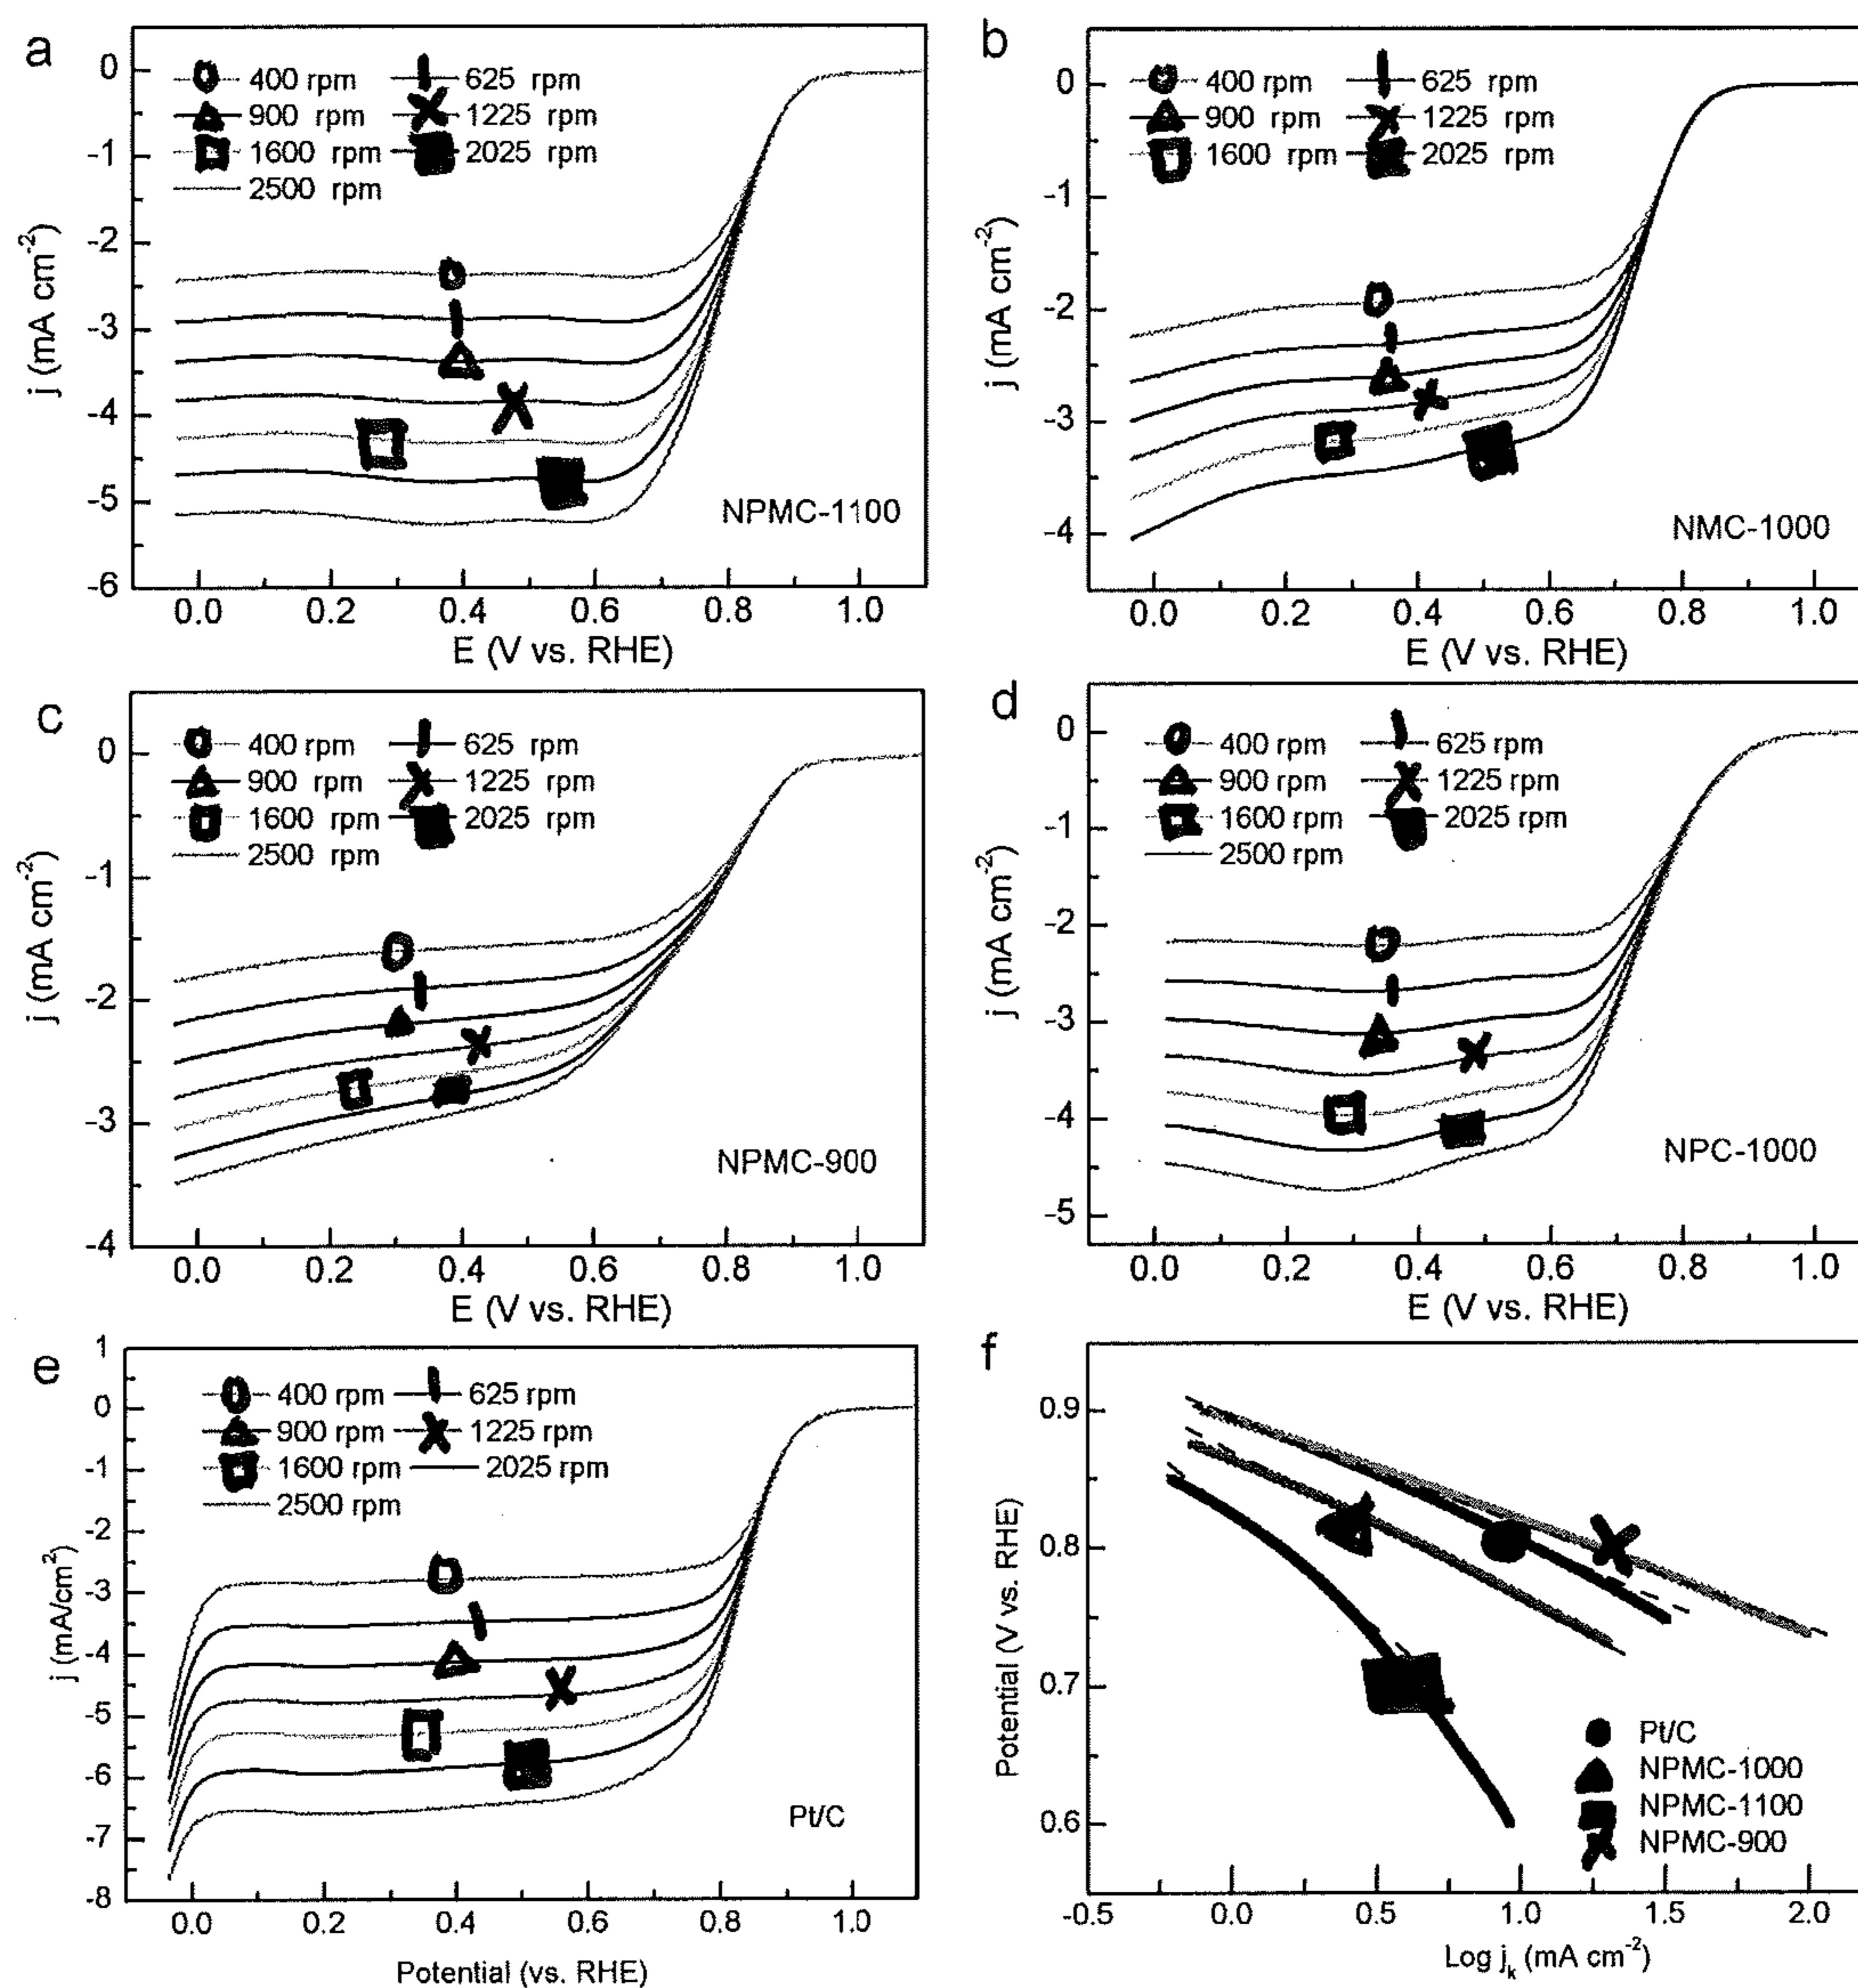 a
400 rpm 625 rpm
900 rpm 1225 rpm
1600 rpm 2025 rpm
2500 rpm
0
-1
-2
-3
-4
-5
-6
j (mA cm-2)
NPMC-1100
0.0 0.2 0.4 0.6 0.8 1.0
E (V vs. RHE)
b
400 rpm 625 rpm
900 rpm 1225 rpm
1600 rpm 2025 rpm
0
-1
-2
-3
-4
j (mA cm-2)
NMC-1000
0.0 0.2 0.4 0.6 0.8 1.0
E (V vs. RHE)
c
400 rpm 625 rpm
900 rpm 1225 rpm
1600 rpm 2025 rpm
2500 rpm
0
-1
-2
-3
-4
j (mA cm-2)
NPMC-900
0.0 0.2 0.4 0.6 0.8 1.0
E (V vs. RHE)
d
400 rpm 625 rpm
900 rpm 1225 rpm
1600 rpm 2025 rpm
2500 rpm
0
-1
-2
-3
-4
-5
j (mA cm-2)
NPC-1000
0.0 0.2 0.4 0.6 0.8 1.0
E (V vs. RHE)
e
400 rpm 625 rpm
900 rpm 1225 rpm
1600 rpm 2025 rpm
2500 rpm
1
0
-1
-2
-3
-4
-5
-6
-7
-8
j (mA/cm2)
Pt/C
0.0 0.2 0.4 0.6 0.8 1.0
Potential (vs. RHE)
f
0.9
0.8
0.7
0.6
Potential (V vs. RHE)
Pt/C
NPMC-1000
NPMC-1100
NPMC-900
-0.5 0.0 0.5 1.0 1.5 2.0
Log jk (mA cm-2)